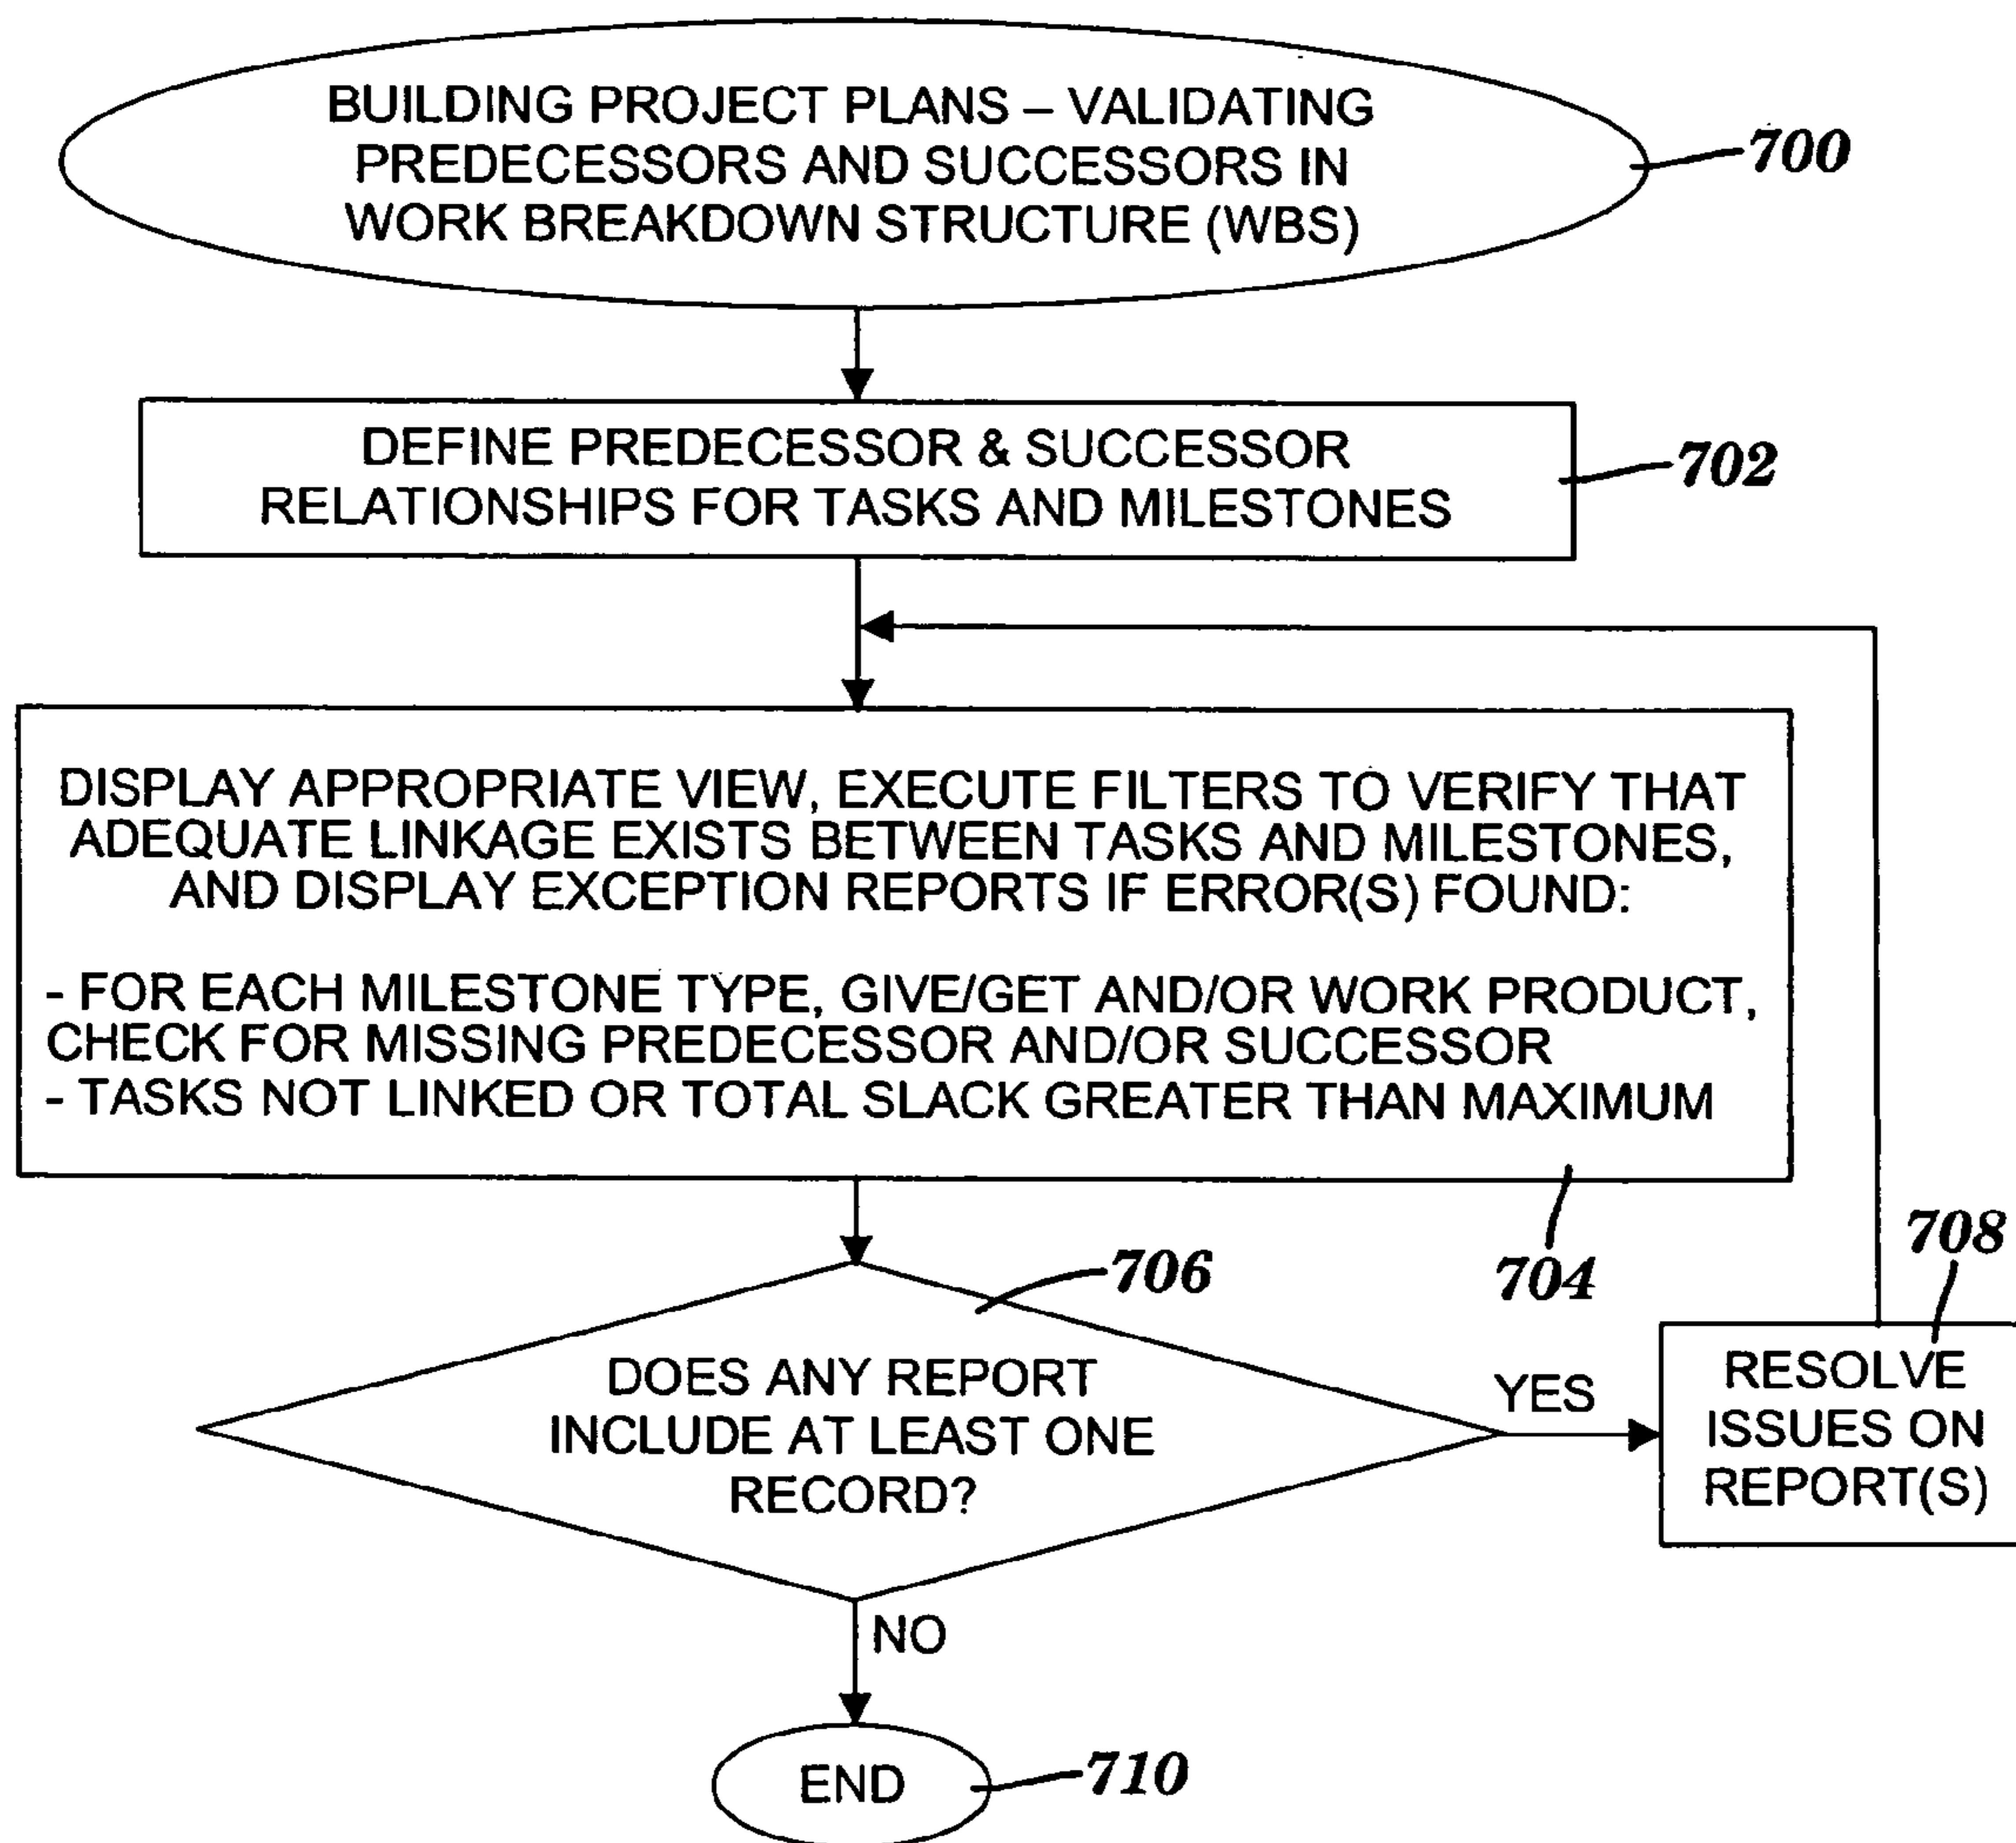 BUILDING PROJECT PLANS – VALIDATING
PREDECESSORS AND SUCCESSORS IN
WORK BREAKDOWN STRUCTURE (WBS)
700
DEFINE PREDECESSOR & SUCCESSOR
RELATIONSHIPS FOR TASKS AND MILESTONES
702
DISPLAY APPROPRIATE VIEW, EXECUTE FILTERS TO VERIFY THAT
ADEQUATE LINKAGE EXISTS BETWEEN TASKS AND MILESTONES,
AND DISPLAY EXCEPTION REPORTS IF ERROR(S) FOUND:
- FOR EACH MILESTONE TYPE, GIVE/GET AND/OR WORK PRODUCT,
CHECK FOR MISSING PREDECESSOR AND/OR SUCCESSOR
- TASKS NOT LINKED OR TOTAL SLACK GREATER THAN MAXIMUM
704
706
DOES ANY REPORT
INCLUDE AT LEAST ONE
RECORD?
YES
708
RESOLVE
ISSUES ON
REPORT(S)
NO
END
710